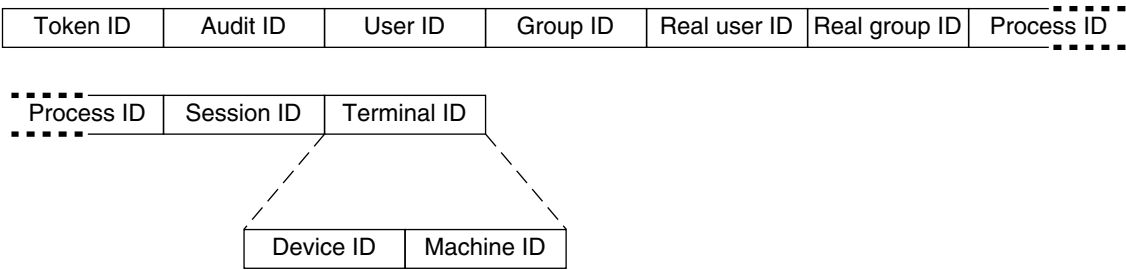 Token ID Audit ID User ID Group ID Real user ID Real group ID Process ID
Process ID Session ID Terminal ID
Device ID Machine ID